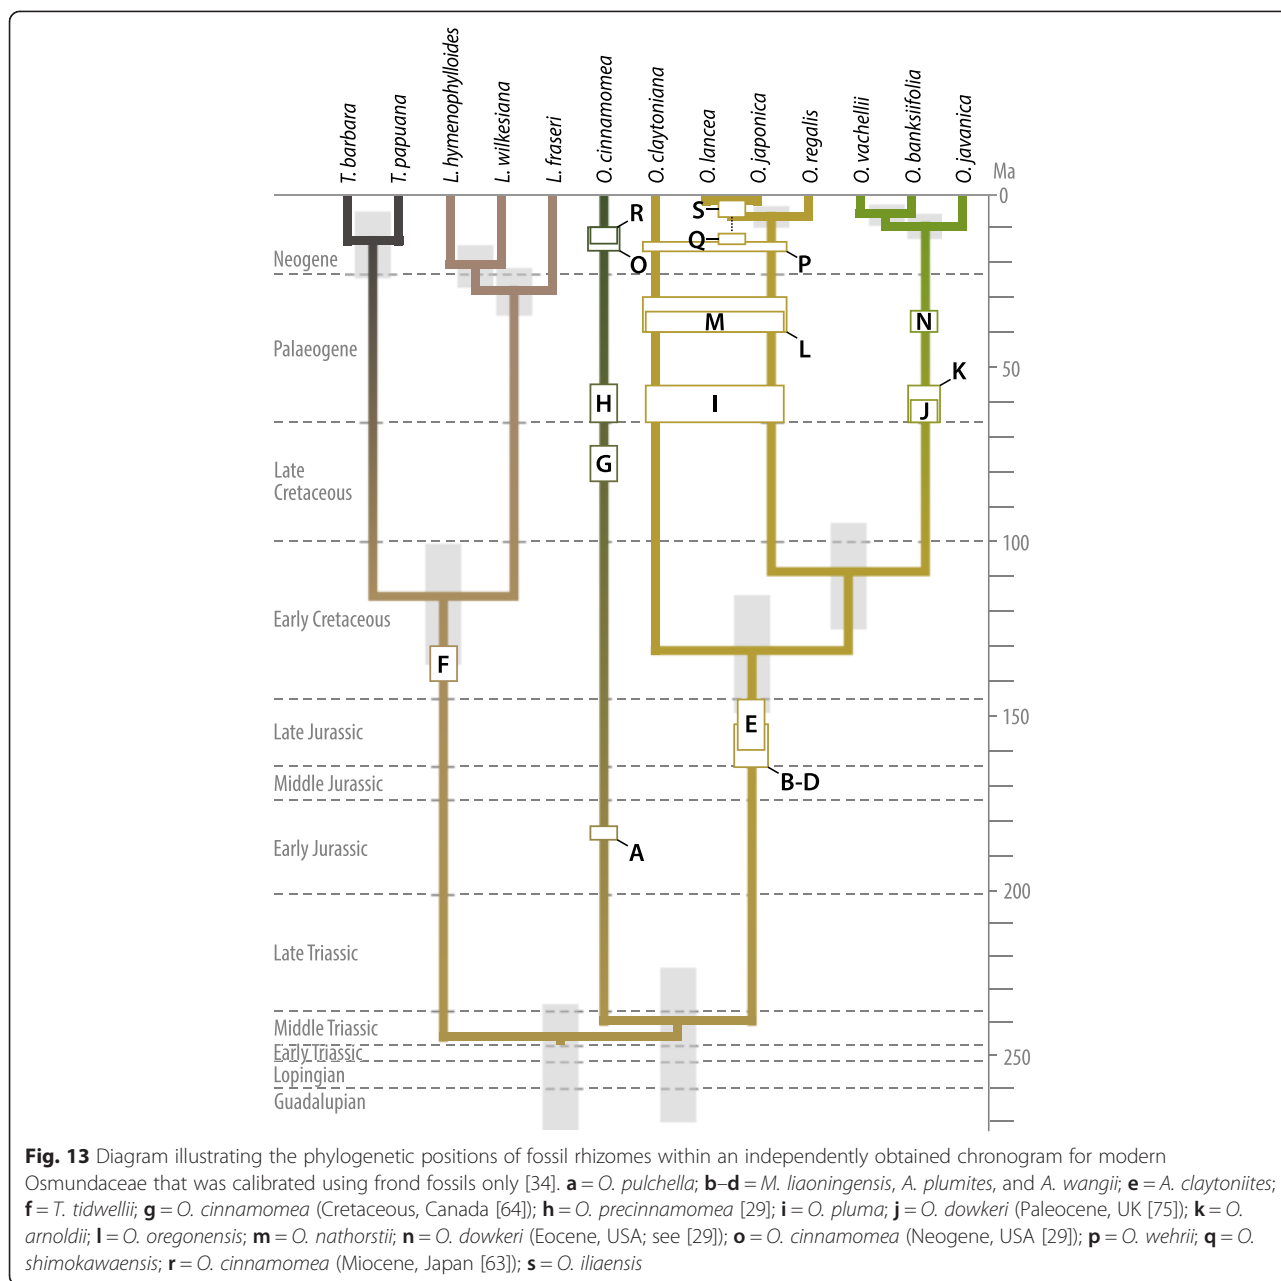 T. barbara
T. papuana
L. hymenophylloides
L. wilkesiana
L. fraseri
O. cinnamomea
O. claytoniana
O. lancea
O. japonica
O. regalis
O. vachellii
O. banksiifolia
O. javanica
Ma
0
S
R
Q
O
P
Neogene
M
N
L
Palaeogene
50
K
H
I
J
G
Late
Cretaceous
100
Early Cretaceous
F
150
E
Late Jurassic
B-D
Middle Jurassic
A
Early Jurassic
200
Late Triassic
Middle Triassic
Early Triassic
250
Lopingian
Guadalupian
Fig. 13 Diagram illustrating the phylogenetic positions of fossil rhizomes within an independently obtained chronogram for modern
Osmundaceae that was calibrated using frond fossils only [34]. a = O. pulchella; b–d = M. liaoningensis, A. plumites, and A. wangii; e = A. claytoniites;
f = T. tidwellii; g = O. cinnamomea (Cretaceous, Canada [64]); h = O. precinnamomea [29]; i = O. pluma; j = O. dowkeri (Paleocene, UK [75]); k = O.
arnoldii; l = O. oregonensis; m = O. nathorstii; n = O. dowkeri (Eocene, USA; see [29]); o = O. cinnamomea (Neogene, USA [29]); p = O. wehrii; q = O.
shimokawaensis; r = O. cinnamomea (Miocene, Japan [63]); s = O. iliaensis